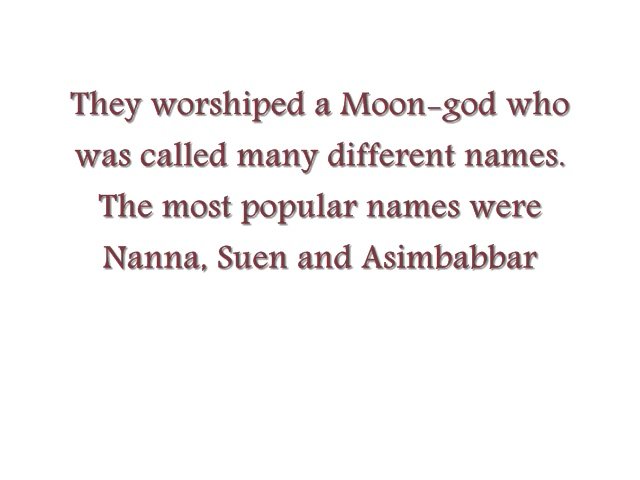 They worshiped a Moon-god who
was called many different names.
The most popular names were
Nanna, Suen and Asimbabbar